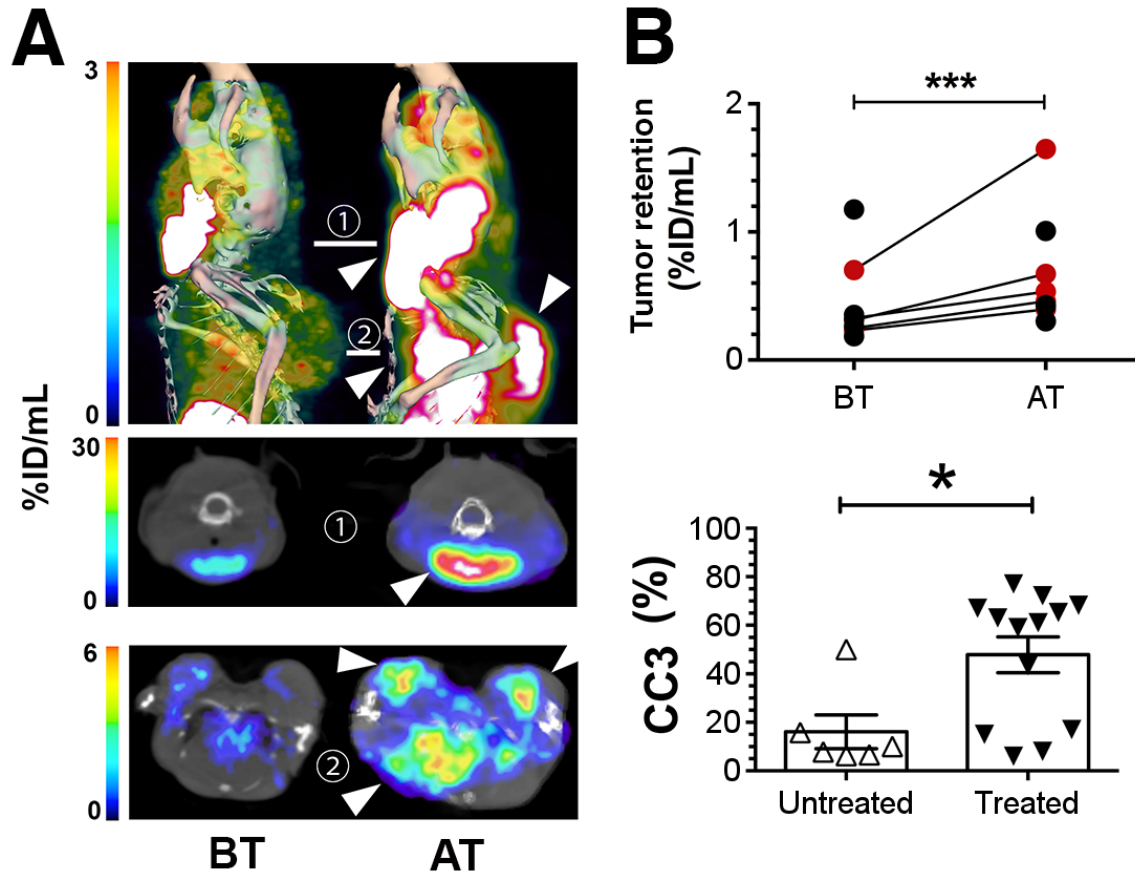 A
3
0
%ID/mL
①
②
30
0
①
6
0
②
BT
AT
B
Tumor retention
(%ID/mL)
***
2
1
0
BT
AT
*
CC3 (%)
100
80
60
40
20
0
Untreated
Treated